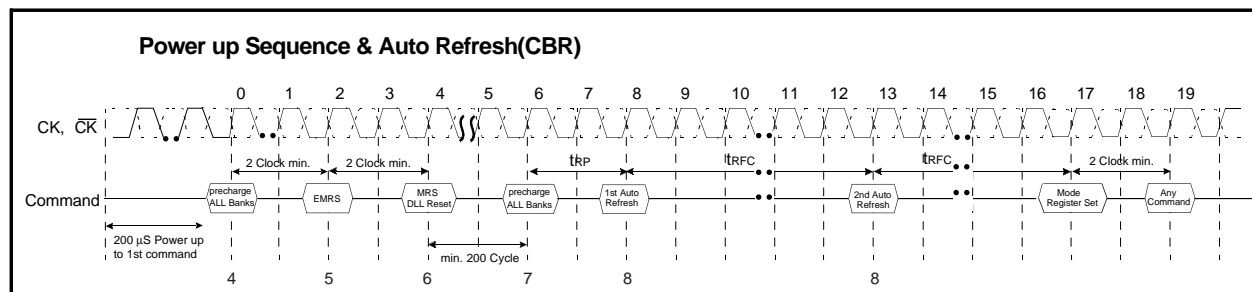 Power up Sequence & Auto Refresh(CBR)
0 1 2 3 4 5 6 7 8 9 10 11 12 13 14 15 16 17 18 19
CK, CK
2 Clock min. 2 Clock min. tRP tRFC tRFC 2 Clock min.
Command
precharge
ALL Banks
EMRS
MRS
DLL Reset
precharge
ALL Banks
1st Auto
Refresh
2nd Auto
Refresh
Mode
Register Set
Any
Command
200 µS Power up
to 1st command
min. 200 Cycle
4 5 6 7 8 8